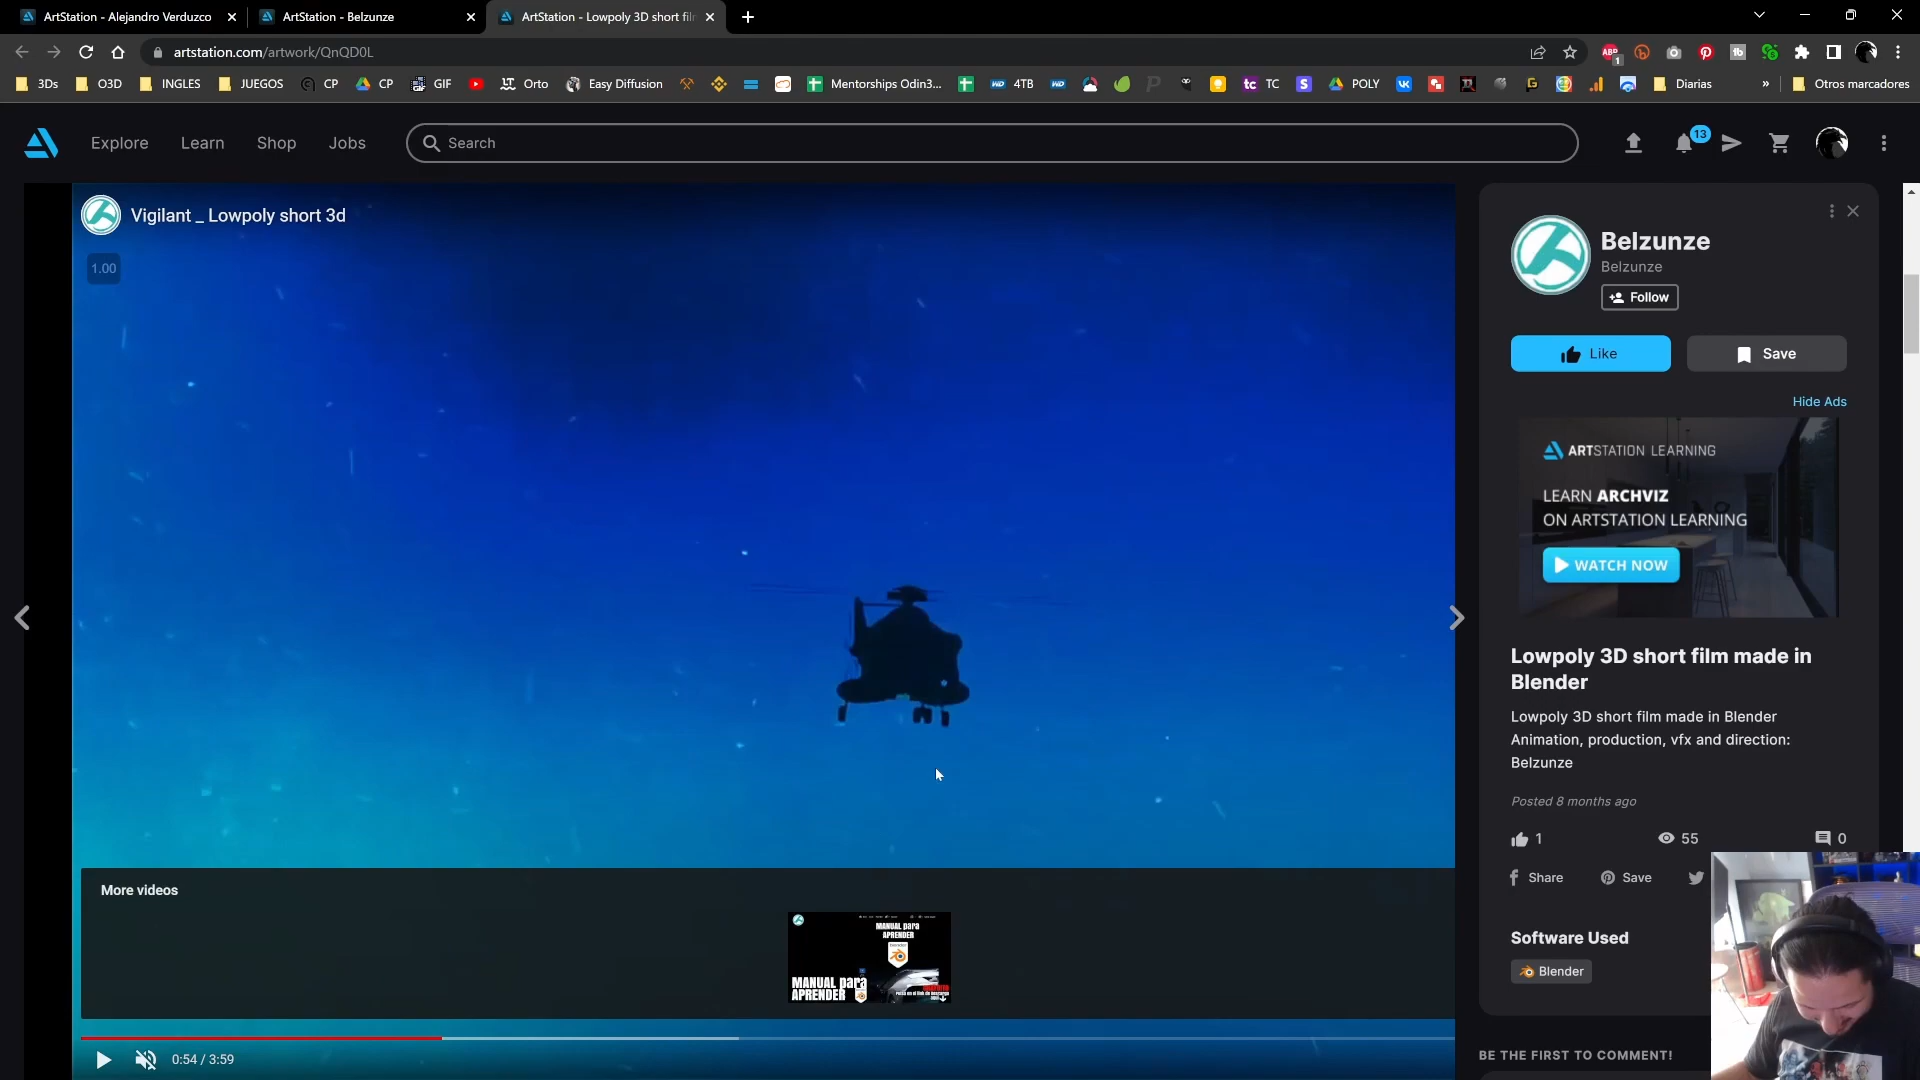 ArtStation - Alejandro Verduzco
ArtStation - Belzunze
ArtStation - Lowpoly 3D short fil
artstation.com/artwork/QnQD0L
ABP
1
3Ds
O3D
INGLES
JUEGOS
CP
CP
GIF
Orto
Easy Diffusion
Mentorships Odin3...
4TB
TC
POLY
Diarias
»
Otros marcadores
Explore
Learn
Shop
Jobs
Search
13
Vigilant _ Lowpoly short 3d
1.00
Belzunze
Belzunze
Follow
Like
Save
Hide Ads
ARTSTATION LEARNING
LEARN ARCHVIZ
ON ARTSTATION LEARNING
WATCH NOW
Lowpoly 3D short film made in
Blender
Lowpoly 3D short film made in Blender
Animation, production, vfx and direction:
Belzunze
Posted 8 months ago
1
55
0
Share
Save
Software Used
Blender
BE THE FIRST TO COMMENT!
More videos
MANUAL para
APRENDER
MANUAL para
APRENDER
0:54 / 3:59